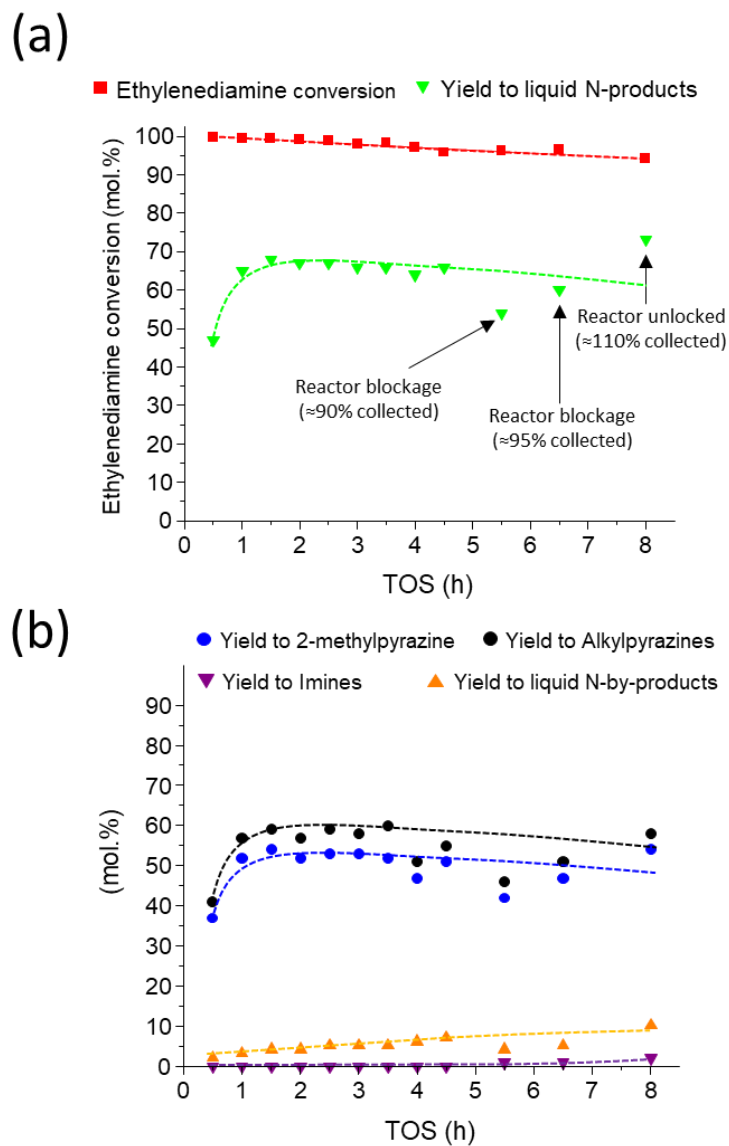 (a)
Ethylenediamine conversion Yield to liquid N-products
Ethylenediamine conversion (mol.%)
100
90
80
70
60
50
40
30
20
10
0
Reactor unlocked
(≈110% collected)
Reactor blockage
(≈90% collected)
Reactor blockage
(≈95% collected)
0 1 2 3 4 5 6 7 8
TOS (h)
(b)
Yield to 2-methylpyrazine Yield to Alkylpyrazines
Yield to Imines Yield to liquid N-by-products
(mol.%)
90
80
70
60
50
40
30
20
10
0
0 1 2 3 4 5 6 7 8
TOS (h)